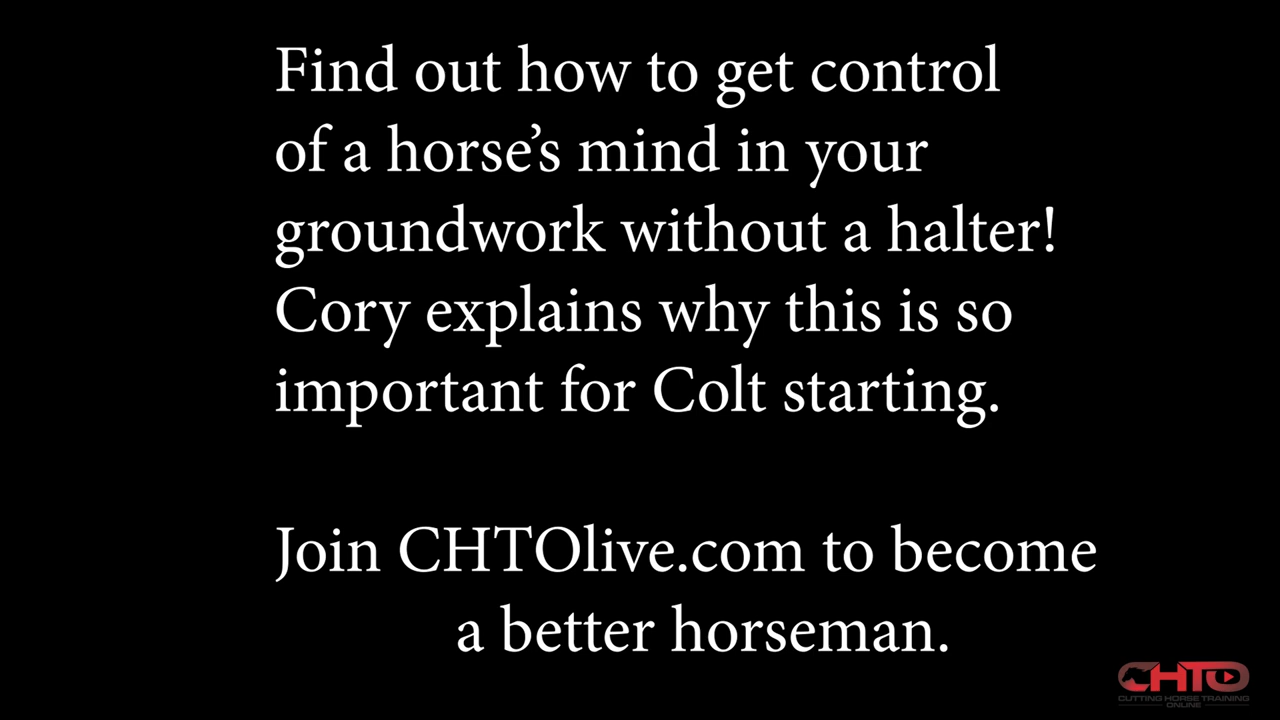 Find out how to get control
of a horse’s mind in your
groundwork without a halter!
Cory explains why this is so
important for Colt starting.
Join CHTOlive.com to become
a better horseman.
CHTO
CUTTING HORSE TRAINING
ONLINE